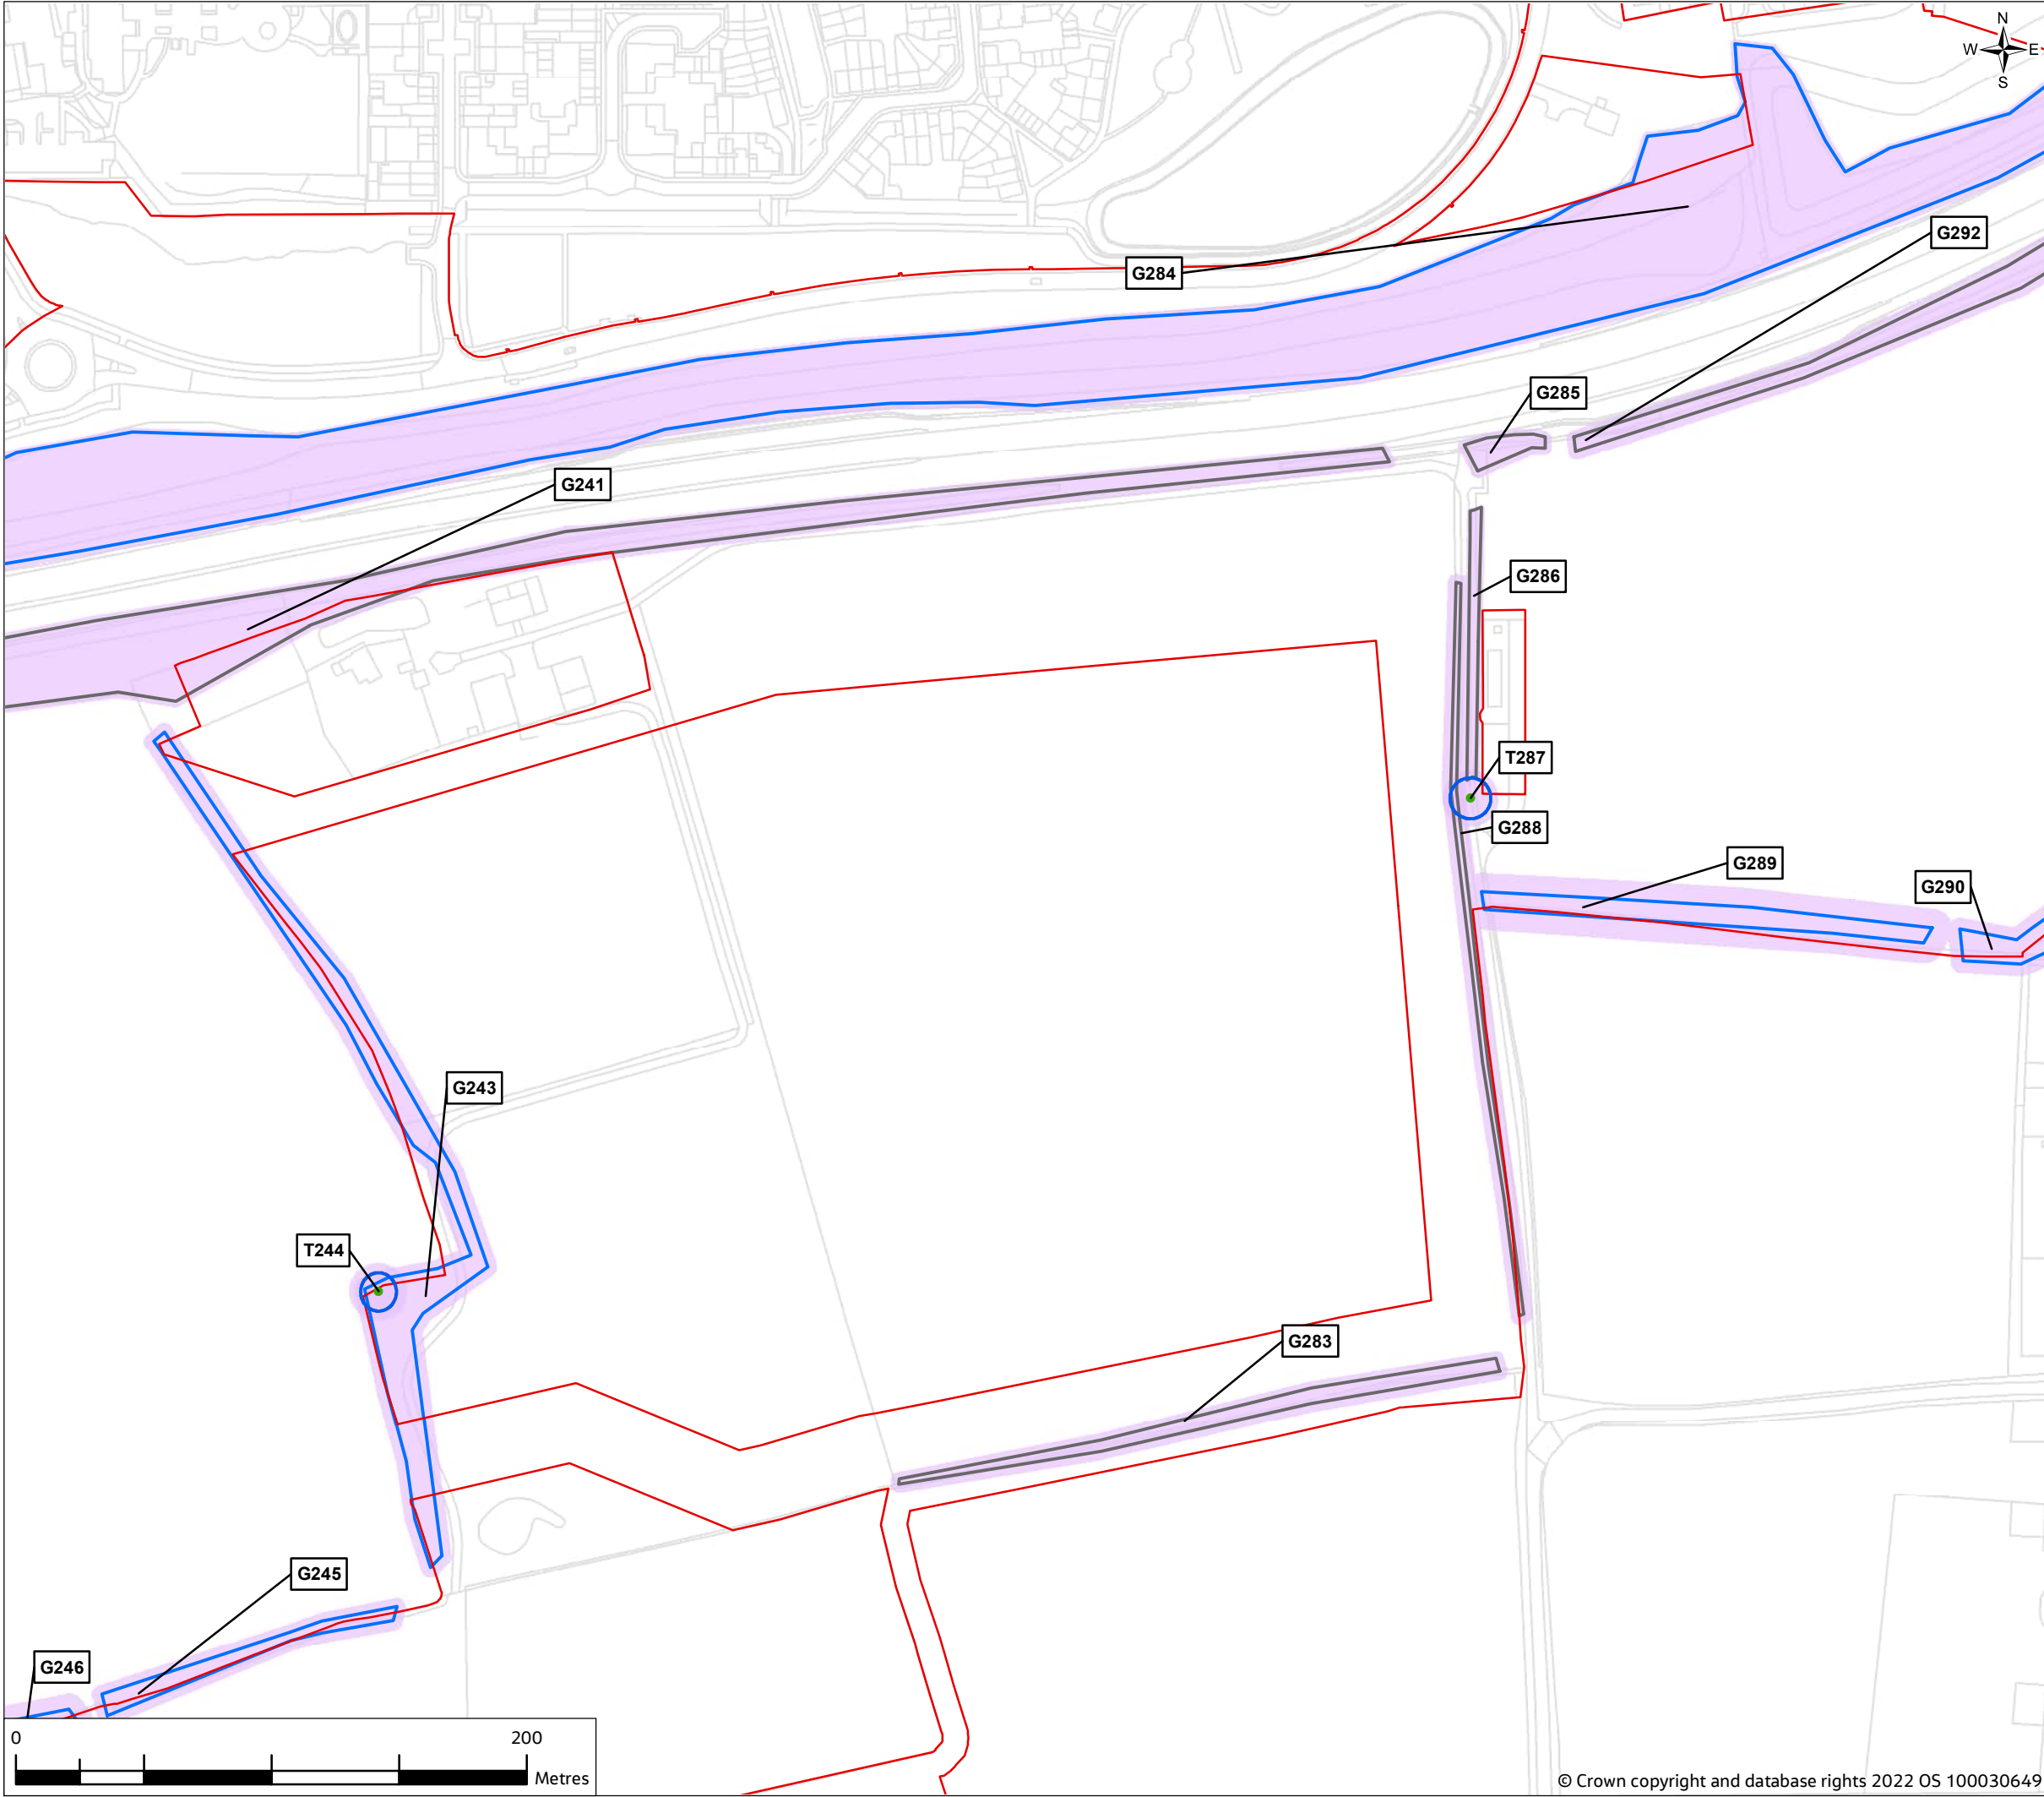 N
W E
S
G292
G284
G285
G241
G286
T287
G288
G289
G290
G243
T244
G283
G245
G246
0 200
Metres
© Crown copyright and database rights 2022 OS 100030649